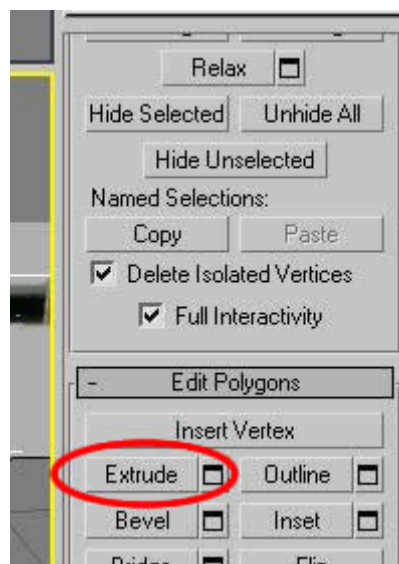 Relax
Hide Selected Unhide All
Hide Unselected
Named Selections:
Copy Paste
Delete Isolated Vertices
Full Interactivity
- Edit Polygons
Insert Vertex
Extrude Outline
Bevel Inset